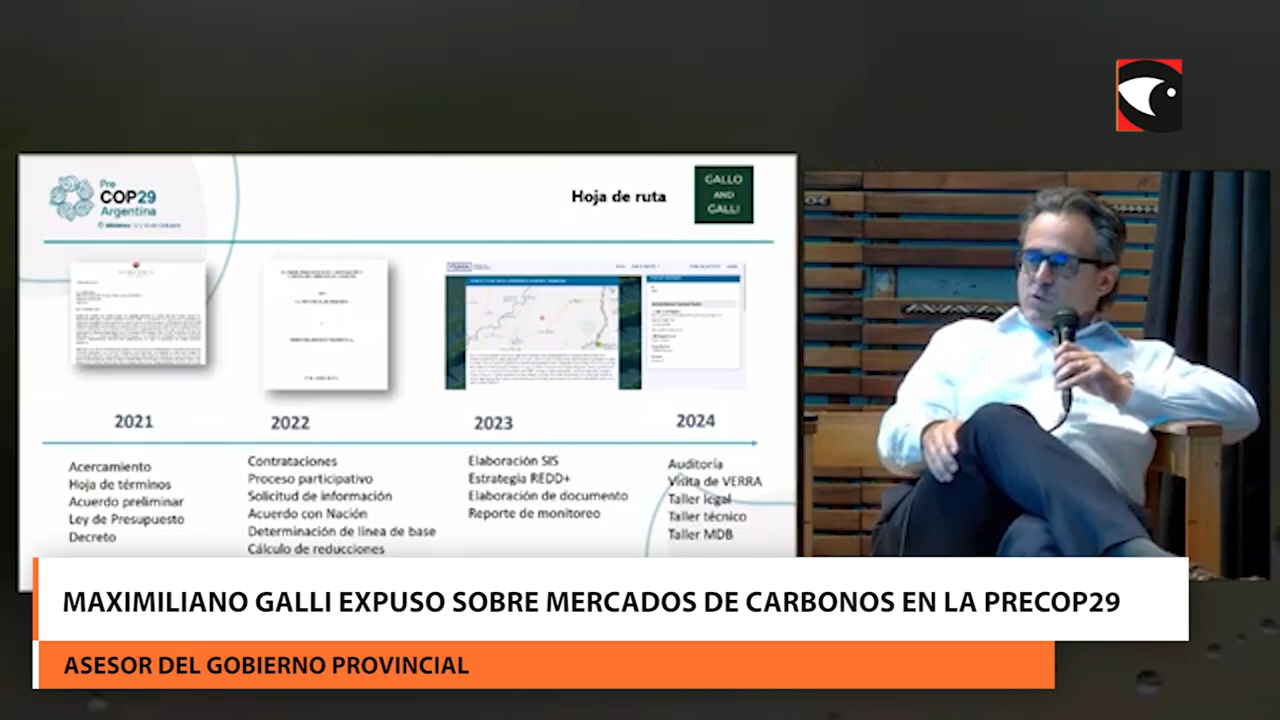 Pre
COP29
Argentina
Hoja de ruta
GALLO
AND
GALLI
2021
2022
2023
2024
Acercamiento
Hoja de términos
Acuerdo preliminar
Ley de Presupuesto
Decreto
Contrataciones
Proceso participativo
Solicitud de información
Acuerdo con Nación
Determinación de línea de base
Cálculo de reducciones
Elaboración SIS
Estrategia REDD+
Elaboración de documento
Reporte de monitoreo
Auditoría
Visita de VERRA
Taller legal
Taller técnico
Taller MDB
MAXIMILIANO GALLI EXPUSO SOBRE MERCADOS DE CARBONOS EN LA PRECOP29
ASESOR DEL GOBIERNO PROVINCIAL